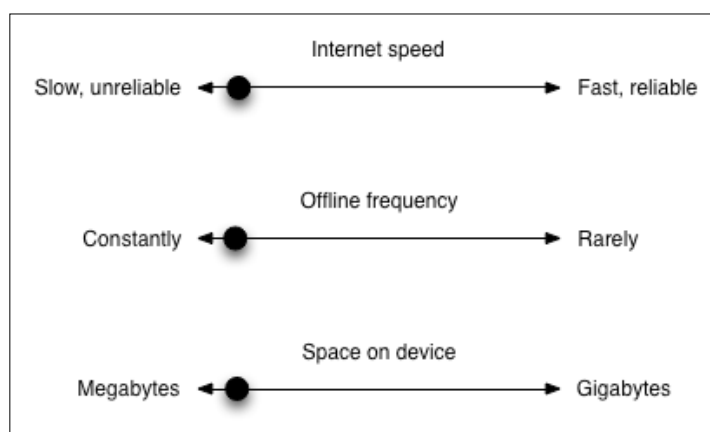 Internet speed
Slow, unreliable
Fast, reliable
Offline frequency
Constantly
Rarely
Space on device
Megabytes
Gigabytes